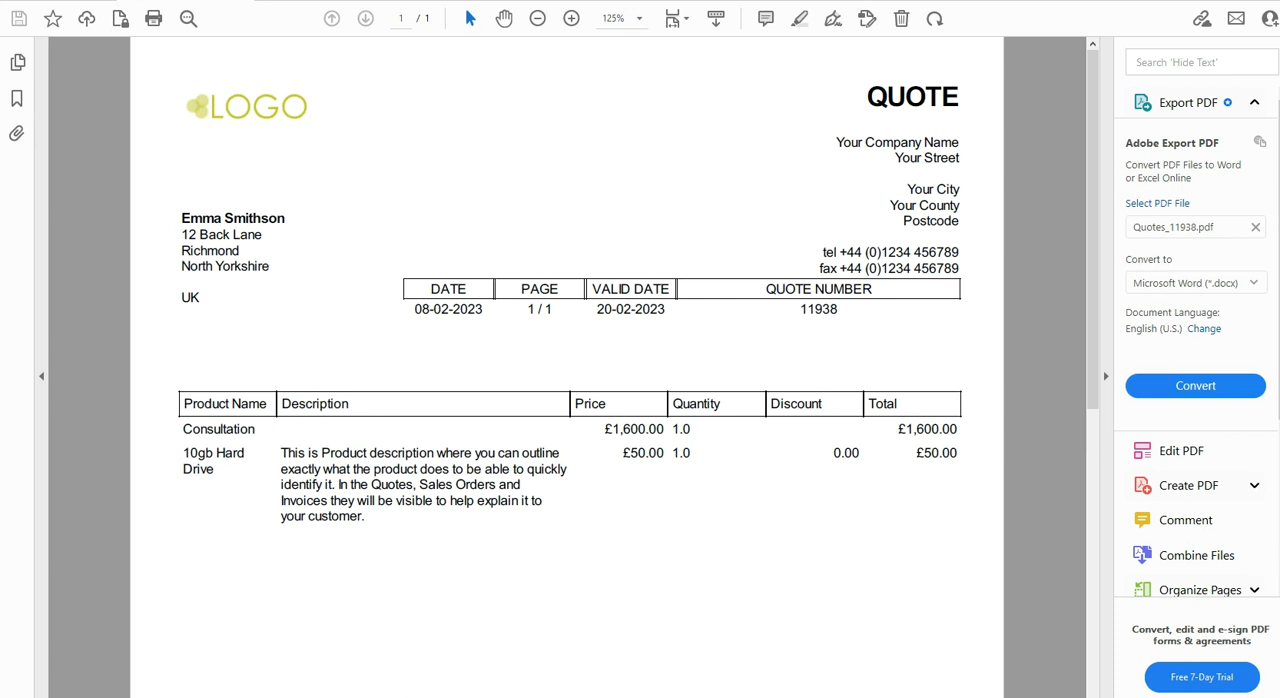 1 / 1
125%
Search 'Hide Text'
Export PDF
Adobe Export PDF
Convert PDF Files to Word
or Excel Online
Select PDF File
Quotes_11938.pdf
Convert to
Microsoft Word (*.docx)
Document Language:
English (U.S.) Change
Convert
Edit PDF
Create PDF
Comment
Combine Files
Organize Pages
Convert, edit and e-sign PDF
forms & agreements
Free 7-Day Trial
LOGO
QUOTE
Your Company Name
Your Street
Your City
Your County
Postcode
tel +44 (0)1234 456789
fax +44 (0)1234 456789
Emma Smithson
12 Back Lane
Richmond
North Yorkshire
UK
DATE PAGE VALID DATE QUOTE NUMBER
08-02-2023 1 / 1 20-02-2023 11938
Product Name Description Price Quantity Discount Total
Consultation £1,600.00 1.0 £1,600.00
10gb Hard This is Product description where you can outline £50.00 1.0 0.00 £50.00
Drive exactly what the product does to be able to quickly
identify it. In the Quotes, Sales Orders and
Invoices they will be visible to help explain it to
your customer.